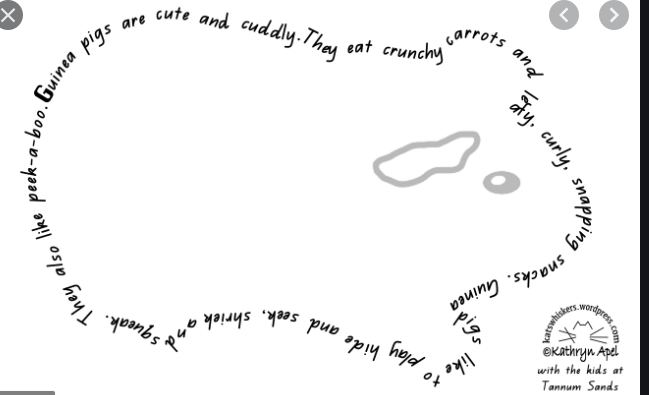 Guinea pigs are cute and cuddly. They eat crunchy carrots and leafy, curly, snapping snacks. Guinea pigs like to play hide and seek, shriek and squeak. They also like peek-a-boo.
katswhiskers.wordpress.com
©Kathryn Apel
with the kids at
Tannum Sands